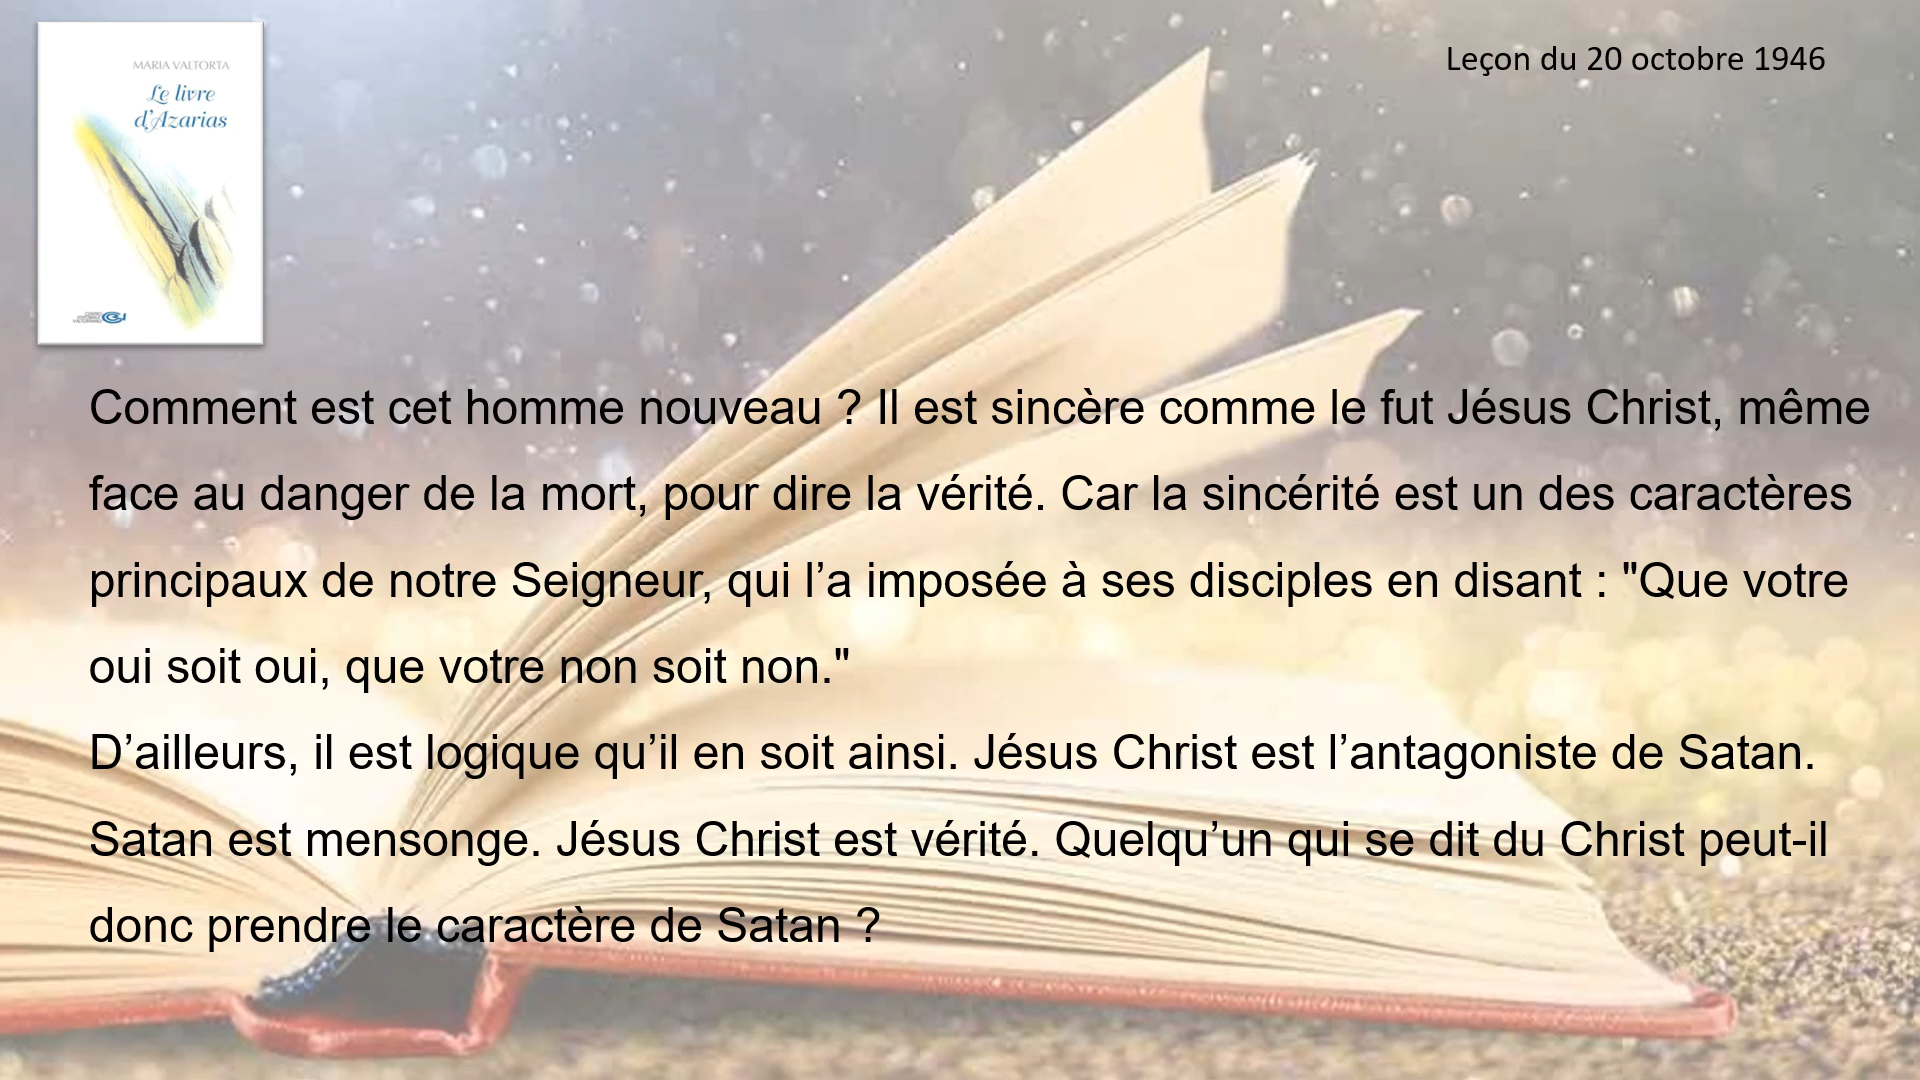 MARIA VALTORTA
Le livre
d'Azarias
CENTRO
EDITORIALE
VALTORTIANO
Leçon du 20 octobre 1946
Comment est cet homme nouveau ? Il est sincère comme le fut Jésus Christ, même
face au danger de la mort, pour dire la vérité. Car la sincérité est un des caractères
principaux de notre Seigneur, qui l’a imposée à ses disciples en disant : "Que votre
oui soit oui, que votre non soit non."
D’ailleurs, il est logique qu’il en soit ainsi. Jésus Christ est l’antagoniste de Satan.
Satan est mensonge. Jésus Christ est vérité. Quelqu’un qui se dit du Christ peut-il
donc prendre le caractère de Satan ?